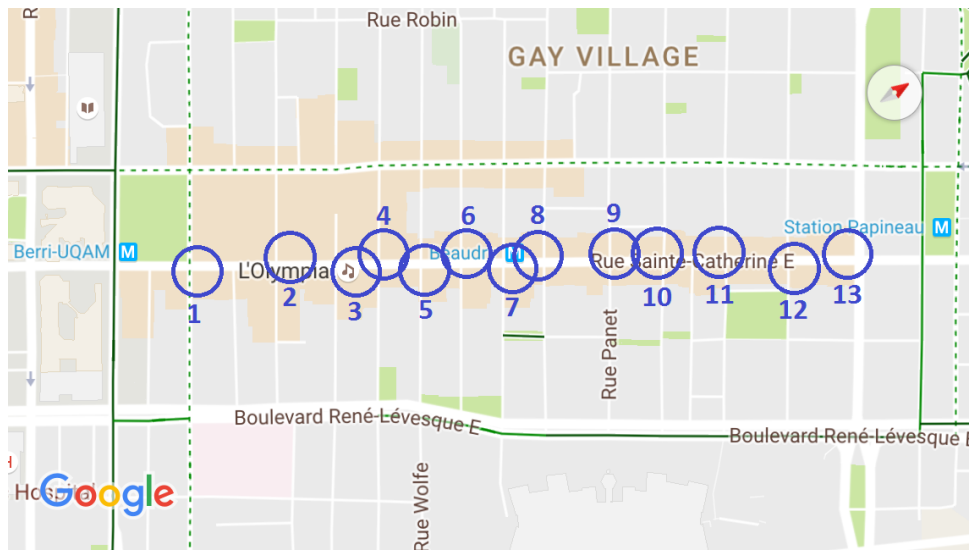 Rue Robin
R
GAY VILLAGE
4
6
8
9
Station Papineau M
Berri-UQAM M
Beaudr M
L'Olympia
Rue Sainte-Catherine E
1
2
3
5
7
10
11
12
13
Rue Panet
Boulevard René-Lévesque E
Boulevard René-Lévesque E
Rue Wolfe
H
Hospital
Google